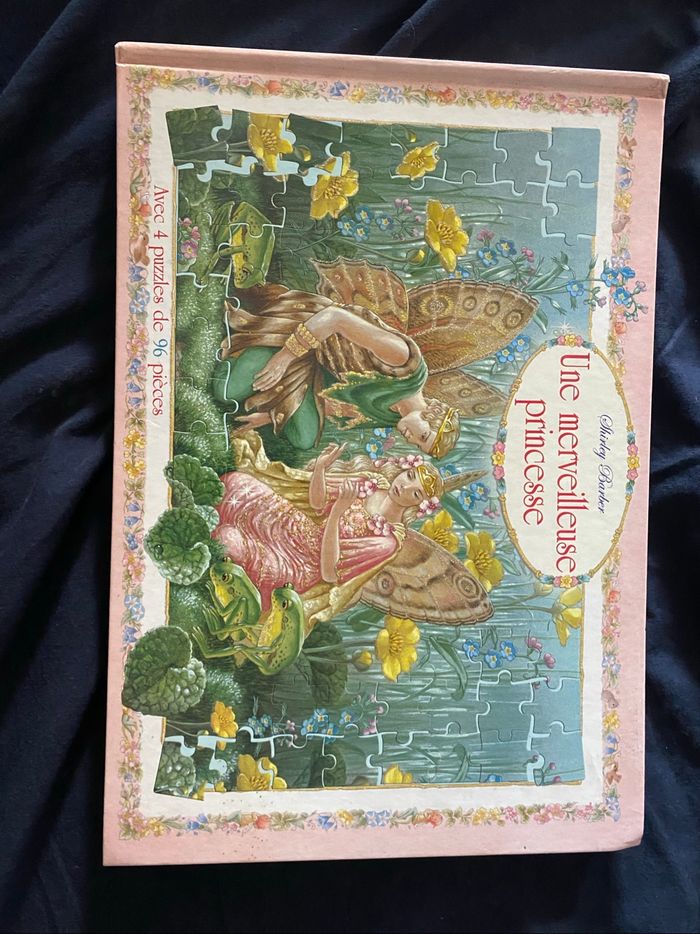 Shirley Barber
Une merveilleuse
princesse
Avec 4 puzzles de 96 pièces